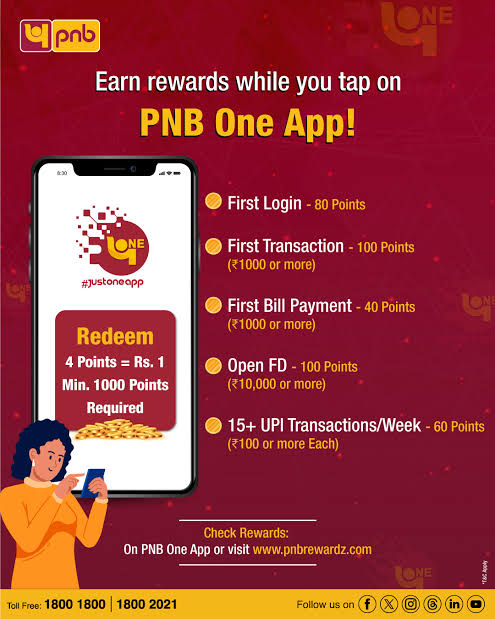 pnb
ONE
Earn rewards while you tap on
PNB One App!
8:30
ONE
#justoneapp
Redeem
4 Points = Rs. 1
Min. 1000 Points
Required
First Login - 80 Points
First Transaction - 100 Points
(₹1000 or more)
First Bill Payment - 40 Points
(₹1000 or more)
Open FD - 100 Points
(₹10,000 or more)
15+ UPI Transactions/Week - 60 Points
(₹100 or more Each)
ONE
ONE
Check Rewards:
On PNB One App or visit www.pnbrewardz.com
ONE
*T&C Apply
Toll Free: 1800 1800 | 1800 2021
Follow us on